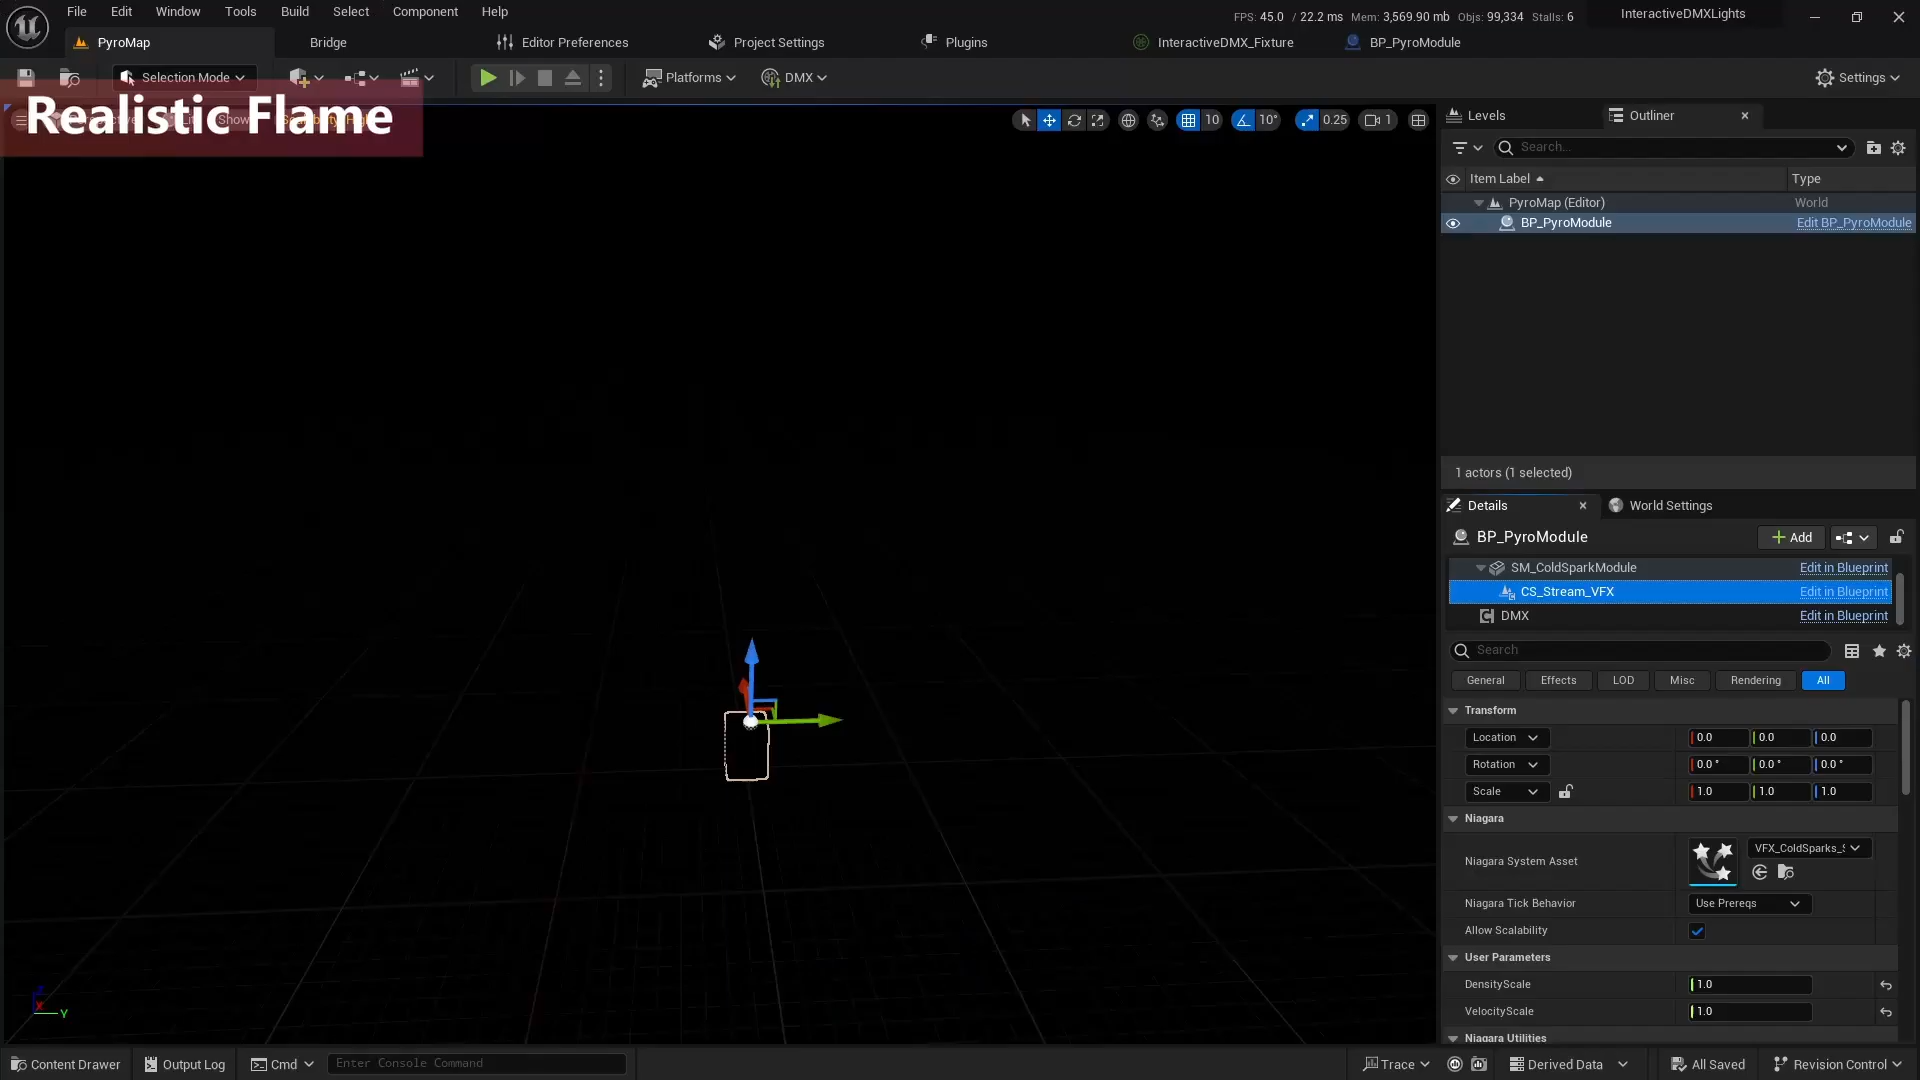 File Edit Window Tools Build Select Component Help
FPS: 45.0 / 22.2 ms Mem: 3,569.90 mb Objs: 99,334 Stalls: 6
InteractiveDMXLights
PyroMap
Bridge
Editor Preferences
Project Settings
Plugins
InteractiveDMX_Fixture
BP_PyroModule
Selection Mode
Platforms
DMX
Settings
Realistic Flame
Show
10
10°
0.25
1
Levels
Outliner
Search...
Item Label
Type
PyroMap (Editor)
World
BP_PyroModule
Edit BP_PyroModule
1 actors (1 selected)
Details
World Settings
BP_PyroModule
Add
SM_ColdSparkModule
Edit in Blueprint
CS_Stream_VFX
Edit in Blueprint
DMX
Edit in Blueprint
Search
General Effects LOD Misc Rendering All
Transform
Location 0.0 0.0 0.0
Rotation 0.0 ° 0.0 ° 0.0 °
Scale 1.0 1.0 1.0
Niagara
Niagara System Asset
VFX_ColdSparks_S
Niagara Tick Behavior
Use Prereqs
Allow Scalability
User Parameters
DensityScale 1.0
VelocityScale 1.0
Niagara Utilities
Z
X
Y
Content Drawer
Output Log
Cmd
Enter Console Command
Trace
Derived Data
All Saved
Revision Control